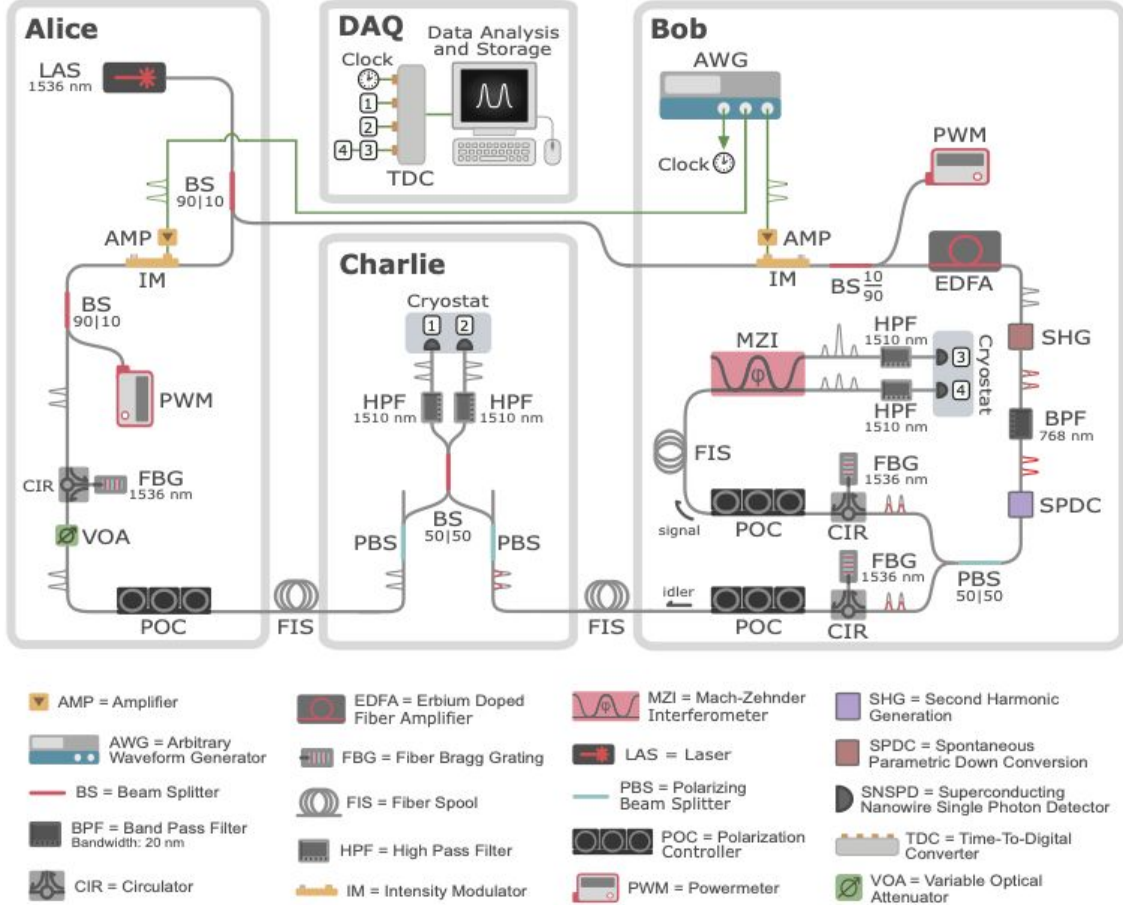 Alice
LAS
1536 nm
BS
90|10
AMP
IM
BS
90|10
PWM
CIR
FBG
1536 nm
VOA
POC
FIS
DAQ
Clock
Data Analysis
and Storage
1
2
4 3
TDC
Charlie
Cryostat
1 2
HPF
1510 nm
HPF
1510 nm
BS
50|50
PBS
PBS
FIS
Bob
AWG
Clock
PWM
AMP
IM
BS 10
90
EDFA
SHG
MZI
φ
HPF
1510 nm
3
4
Cryostat
HPF
1510 nm
BPF
768 nm
FIS
FBG
1536 nm
SPDC
signal
POC
CIR
FBG
1536 nm
PBS
50|50
idler
POC
CIR
AMP = Amplifier
AWG = Arbitrary
Waveform Generator
BS = Beam Splitter
BPF = Band Pass Filter
Bandwidth: 20 nm
CIR = Circulator
EDFA = Erbium Doped
Fiber Amplifier
FBG = Fiber Bragg Grating
FIS = Fiber Spool
HPF = High Pass Filter
IM = Intensity Modulator
φ
MZI = Mach-Zehnder
Interferometer
LAS = Laser
PBS = Polarizing
Beam Splitter
POC = Polarization
Controller
PWM = Powermeter
SHG = Second Harmonic
Generation
SPDC = Spontaneous
Parametric Down Conversion
SNSPD = Superconducting
Nanowire Single Photon Detector
TDC = Time-To-Digital
Converter
VOA = Variable Optical
Attenuator